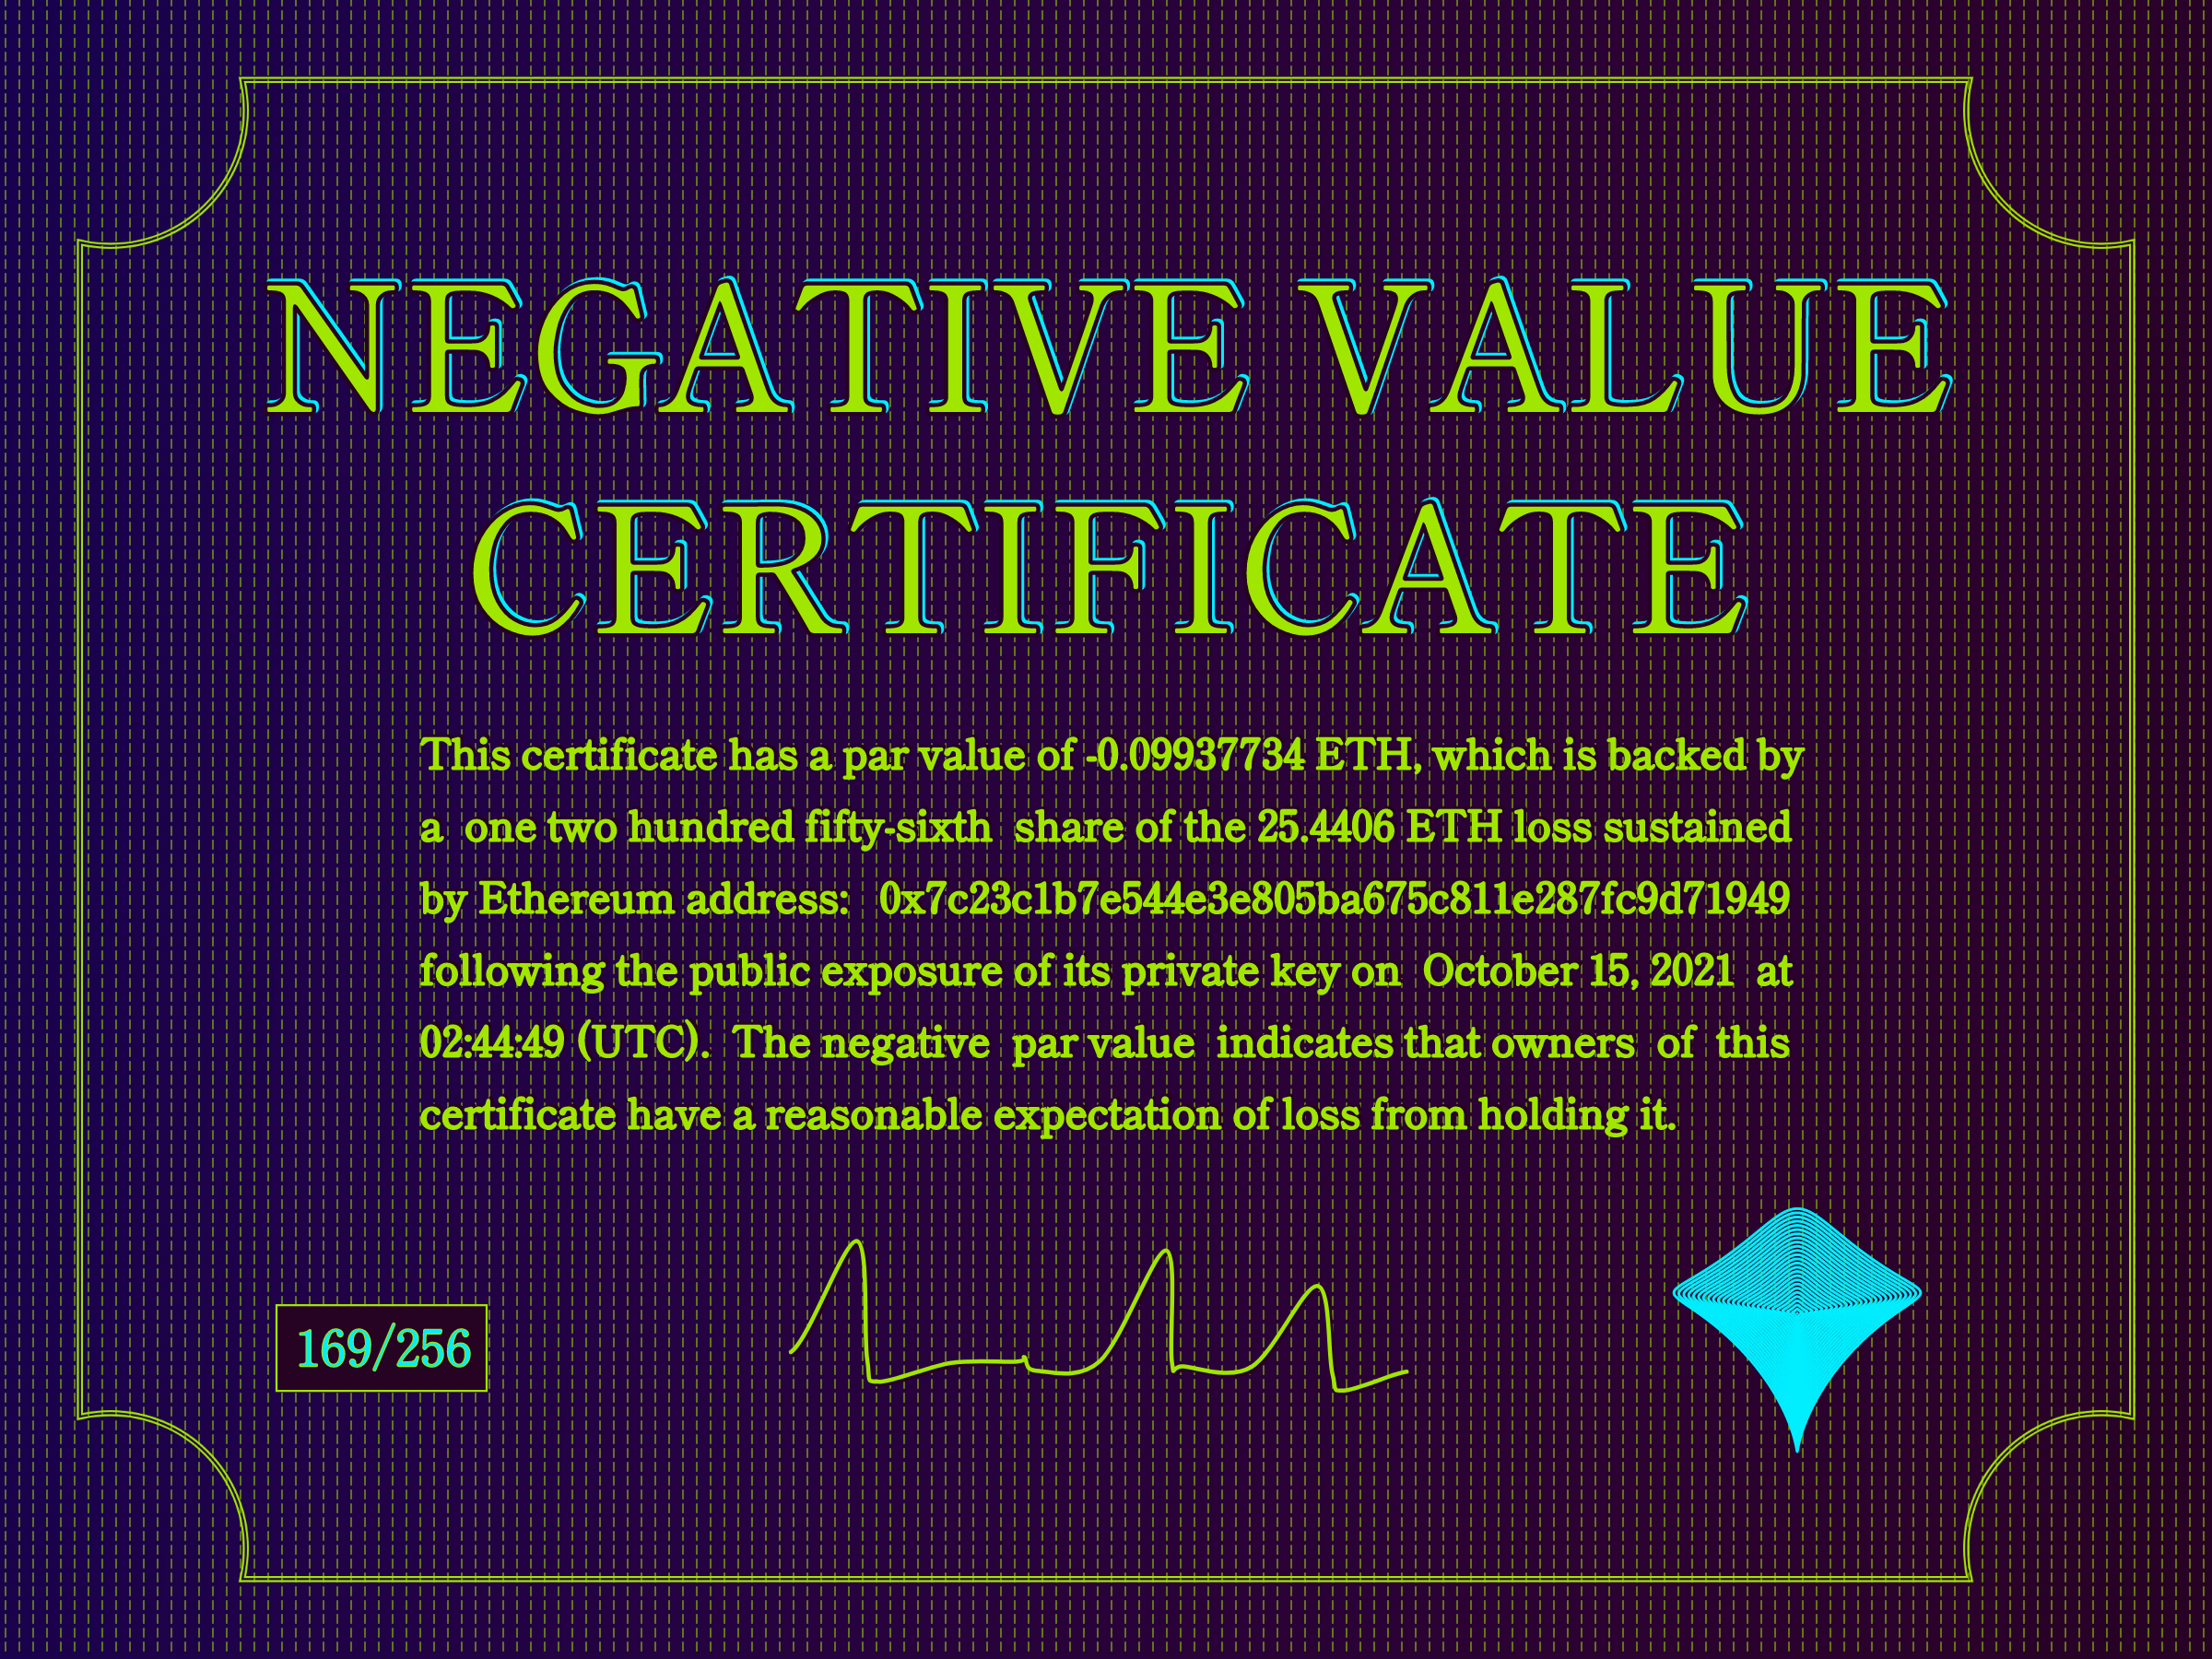 NEGATIVE VALUE
CERTIFICATE
This certificate has a par value of -0.09937734 ETH, which is backed by
a one two hundred fifty-sixth share of the 25.4406 ETH loss sustained
by Ethereum address: 0x7c23c1b7e544e3e805ba675c811e287fc9d71949
following the public exposure of its private key on October 15, 2021 at
02:44:49 (UTC). The negative par value indicates that owners of this
certificate have a reasonable expectation of loss from holding it.
169/256